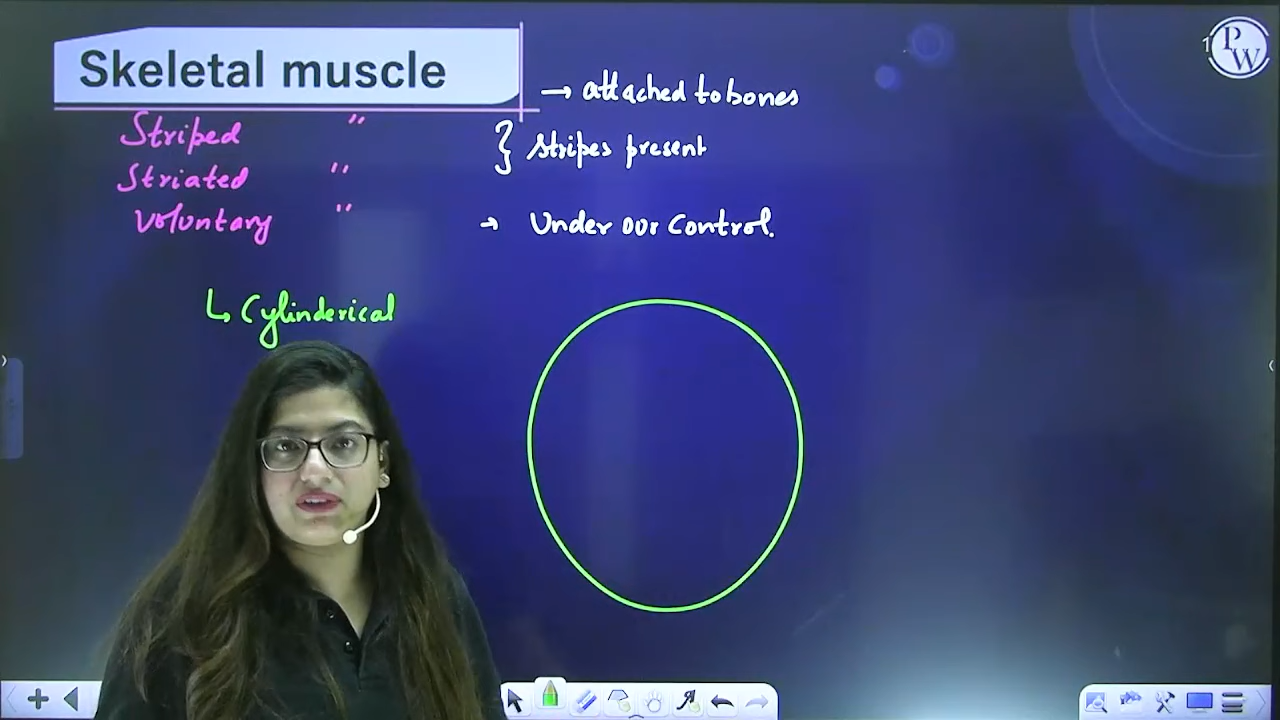 PW
Skeletal muscle
→ attached to bones
Striped "
} stripes present
Striated "
Voluntary " → Under our control.
↳ Cylinderical